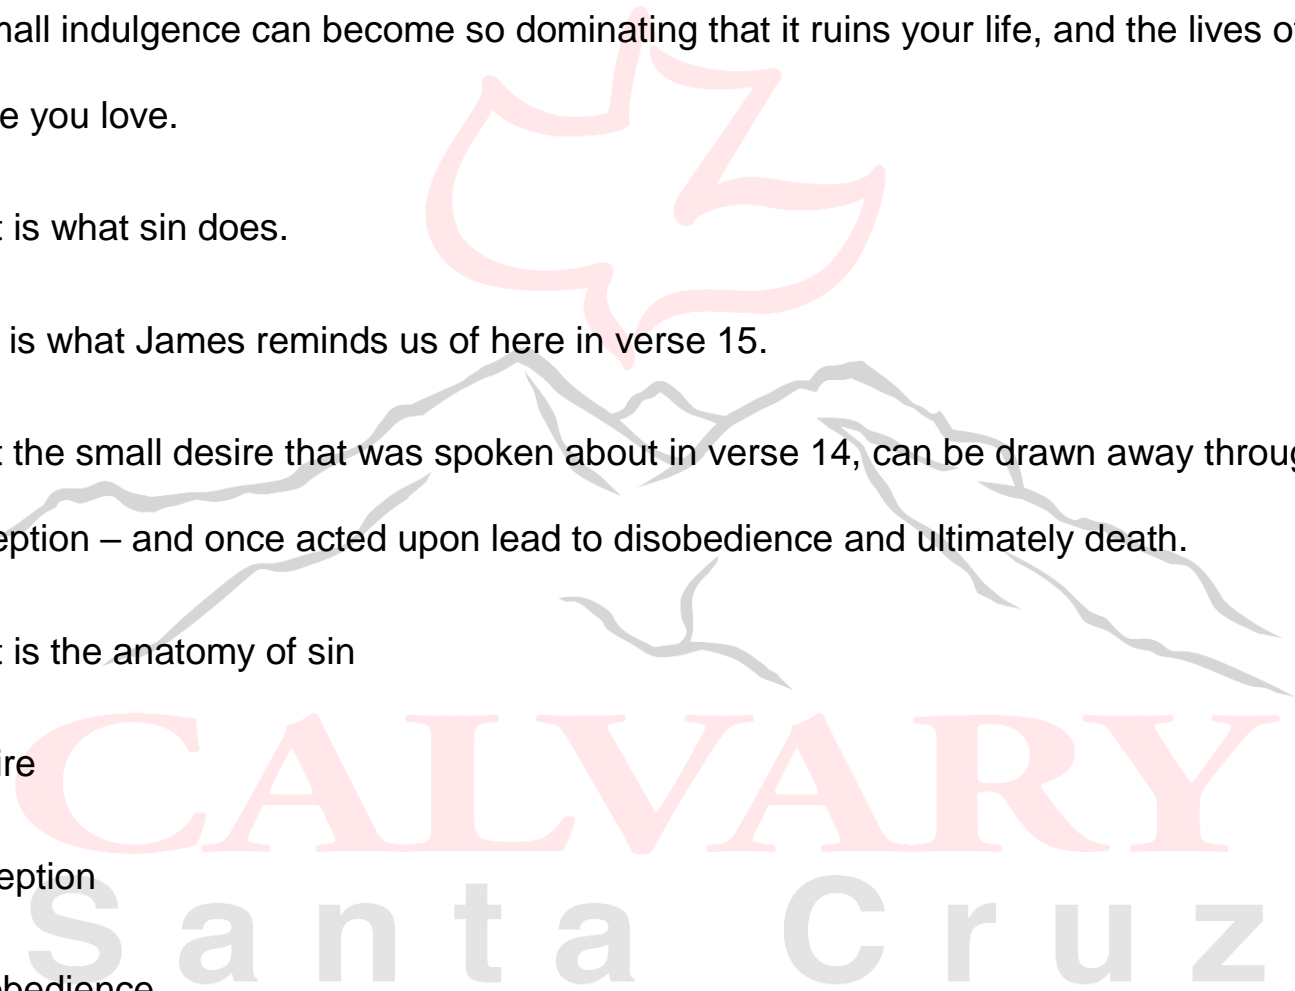 mall indulgence can become so dominating that it ruins your life, and the lives of
e you love.
t is what sin does.
is what James reminds us of here in verse 15.
t the small desire that was spoken about in verse 14, can be drawn away throug
eption – and once acted upon lead to disobedience and ultimately death.
t is the anatomy of sin
ire
CALVARY
eption
Santa Cruz
obedience